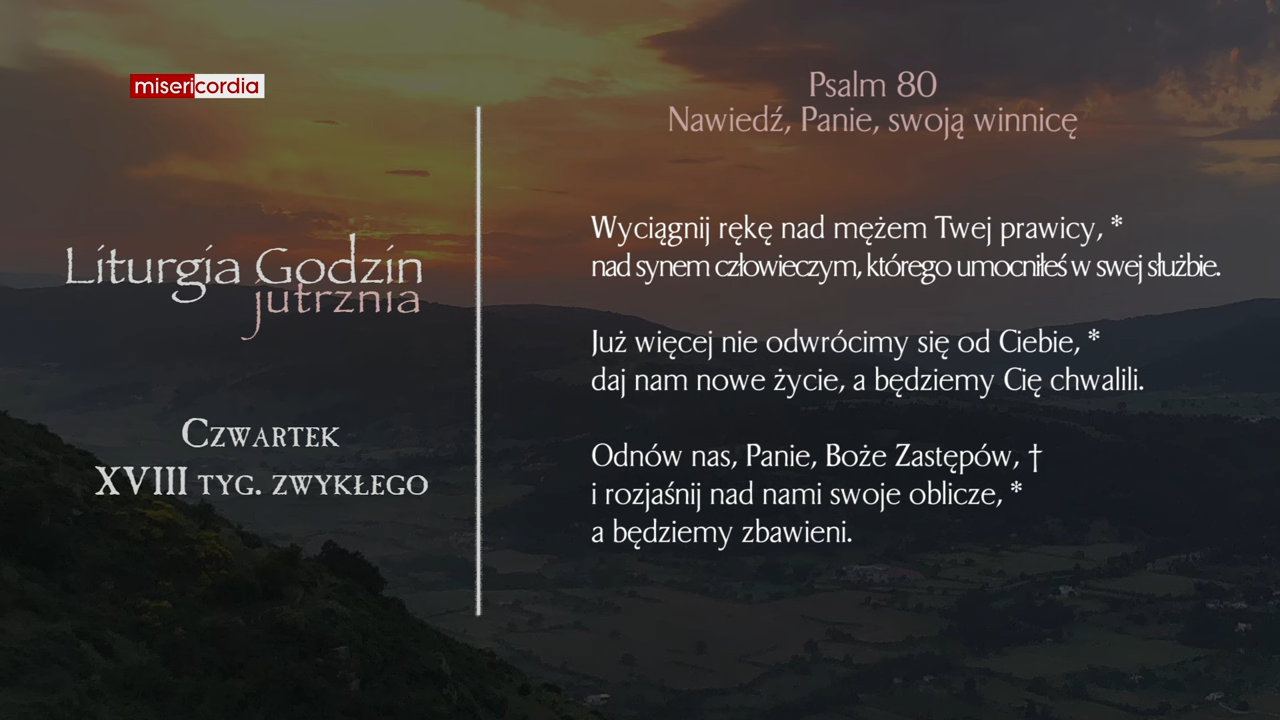 misericordia
Liturgia Godzin
jutrznia
Czwartek
XVIII tyg. zwykłego
Psalm 80
Nawiedź, Panie, swoją winnicę
Wyciągnij rękę nad mężem Twej prawicy, *
nad synem człowieczym, którego umocniłeś w swej służbie.
Już więcej nie odwrócimy się od Ciebie, *
daj nam nowe życie, a będziemy Cię chwalili.
Odnów nas, Panie, Boże Zastępów, †
i rozjaśnij nad nami swoje oblicze, *
a będziemy zbawieni.